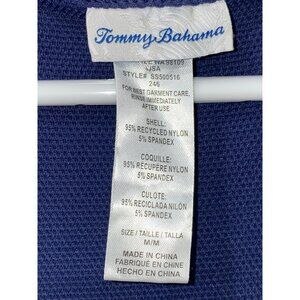 Tommy Bahama
WA 98109
USA
STYLE# SS500516
246
FOR BEST GARMENT CARE,
RINSE IMMEDIATELY
AFTER USE
SHELL:
95% RECYCLED NYLON
5% SPANDEX
COQUILLE:
95% RÉCUPÉRÉ NYLON
5% SPANDEX
CULOTE:
95% RECICLADA NILÓN
5% SPANDEX
SIZE / TAILLE / TALLA
M/M
MADE IN CHINA
FABRIQUÉ EN CHINE
HECHO EN CHINA